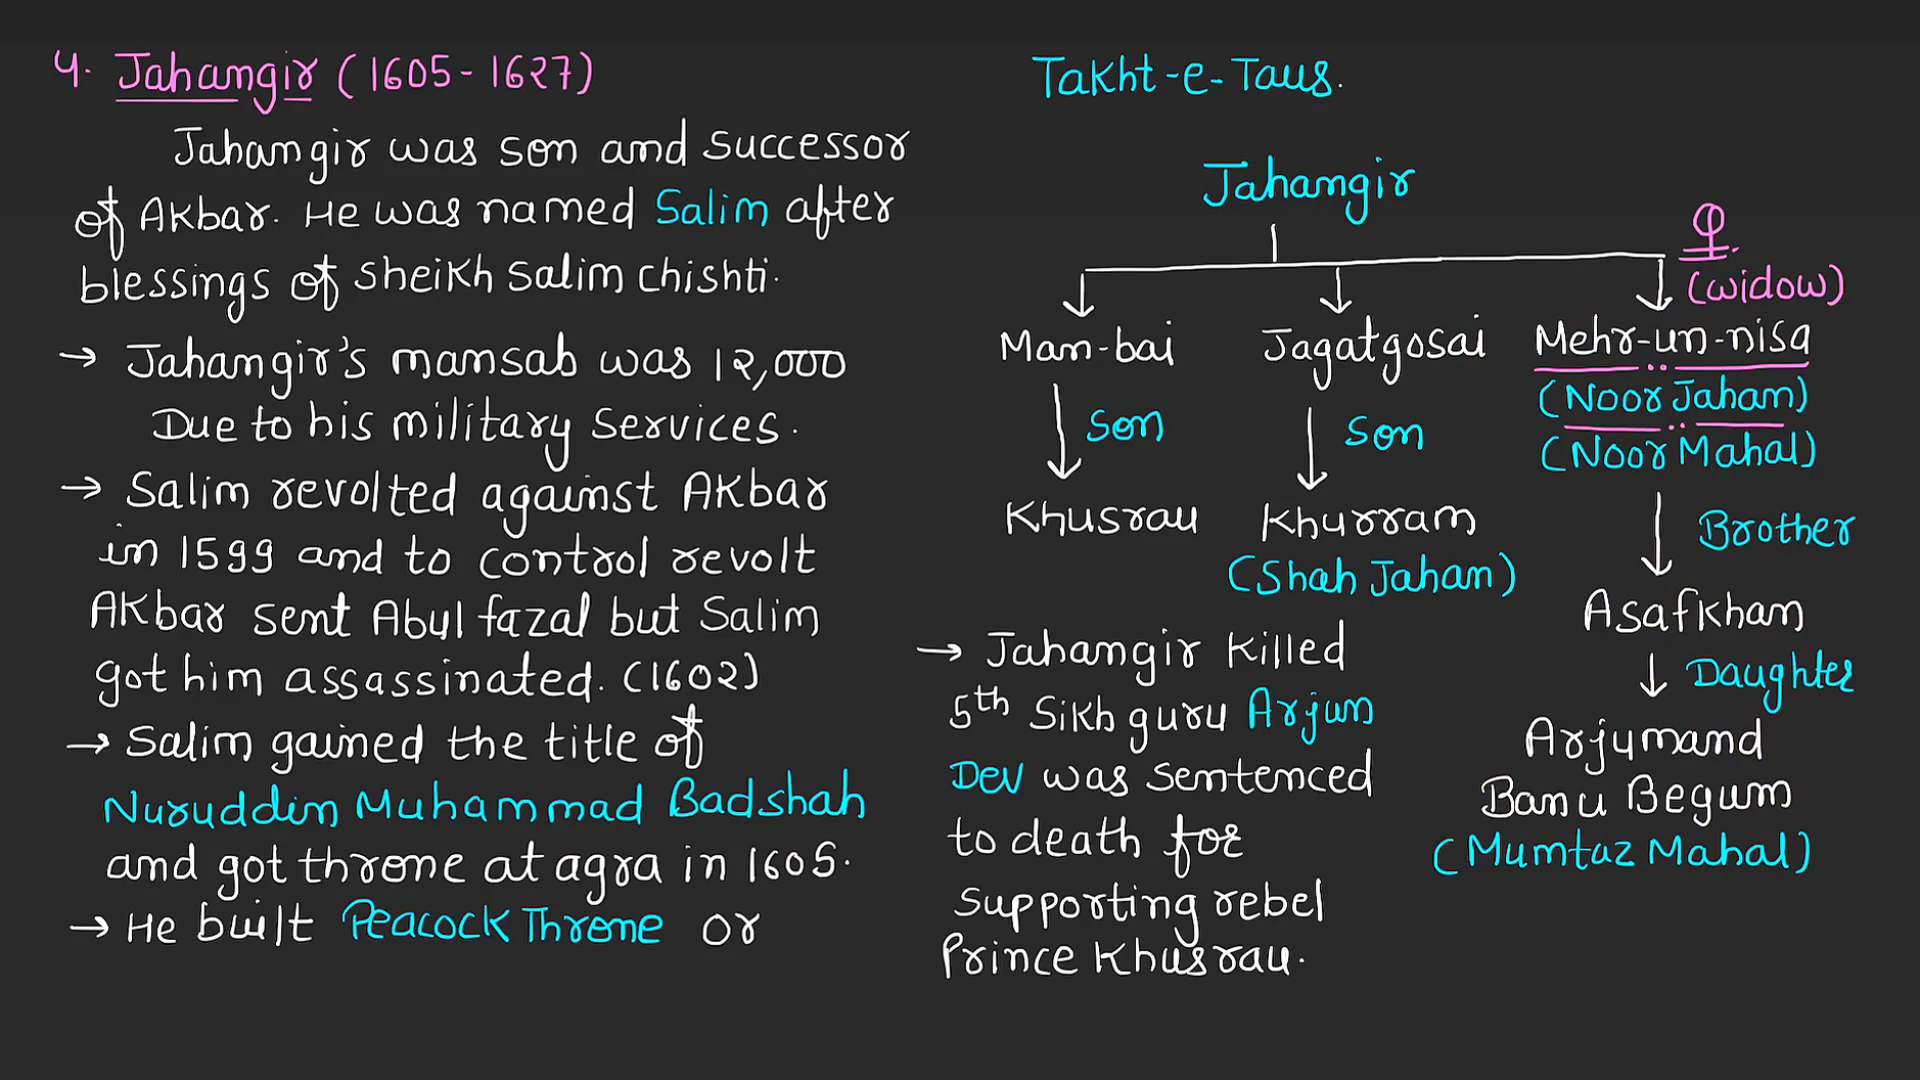 4. Jahangir (1605-1627)
Jahangir was son and successor
of Akbar. He was named Salim after
blessings of Sheikh Salim chishti.
→ Jahangir's mansab was 12,000
Due to his military services.
→ Salim revolted against Akbar
in 1599 and to control revolt
Akbar sent Abul fazal but Salim
got him assassinated. (1602)
→ Salim gained the title of
Nuruddin Muhammad Badshah
and got throne at agra in 1605.
→ He built Peacock Throne or
Takht-e-Taus.
Jahangir
(widow)
Man-bai Jagatgosai Mehr-un-nisa
(Noor Jahan)
(Noor Mahal)
Son Son
Khusrau Khurram
(Shah Jahan)
Brother
Asafkhan
Daughter
Arjumand
Banu Begum
(Mumtaz Mahal)
→ Jahangir killed
5th Sikh guru Arjun
Dev was sentenced
to death for
supporting rebel
Prince Khusrau.